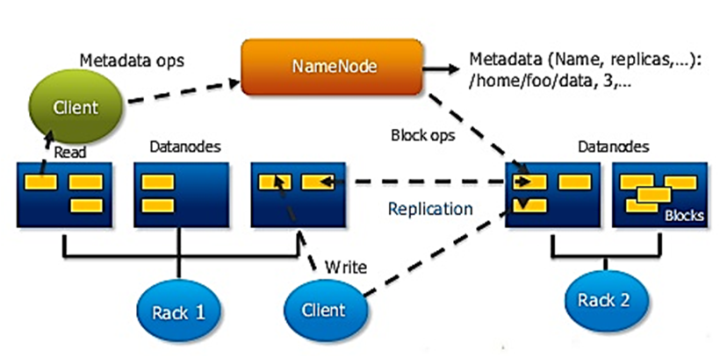 Metadata ops
NameNode
Metadata (Name, replicas,...):
/home/foo/data, 3,...
Client
Block ops
Read
Datanodes
Datanodes
Replication
Blocks
Write
Rack 1
Client
Rack 2